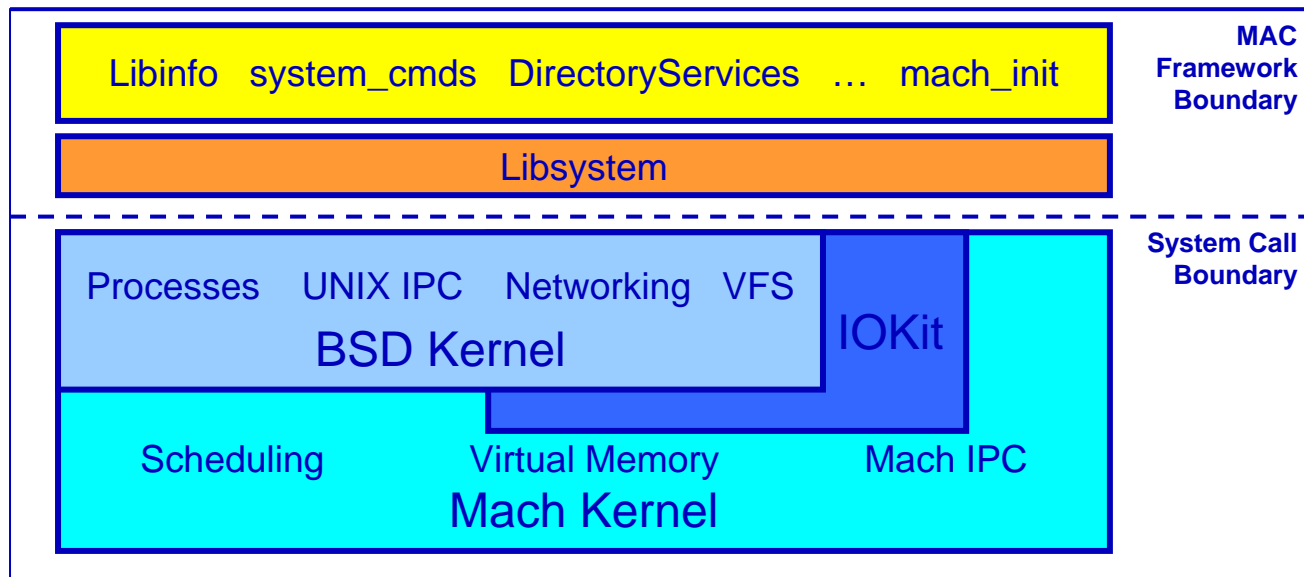 MAC
Framework
Boundary
Libinfo system_cmds DirectoryServices … mach_init
Libsystem
System Call
Boundary
Processes UNIX IPC Networking VFS
BSD Kernel
IOKit
Scheduling Virtual Memory Mach IPC
Mach Kernel